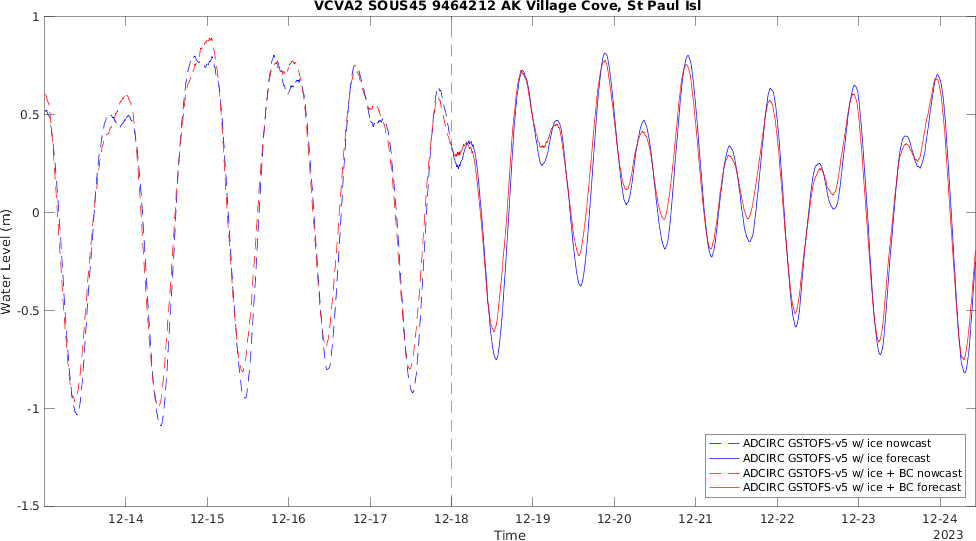 VCVA2 SOUS45 9464212 AK Village Cove, St Paul Isl
1
0.5
0
-0.5
-1
-1.5
Water Level (m)
12-14 12-15 12-16 12-17 12-18 12-19 12-20 12-21 12-22 12-23 12-24
Time
2023
ADCIRC GSTOFS-v5 w/ ice nowcast
ADCIRC GSTOFS-v5 w/ ice forecast
ADCIRC GSTOFS-v5 w/ ice + BC nowcast
ADCIRC GSTOFS-v5 w/ ice + BC forecast